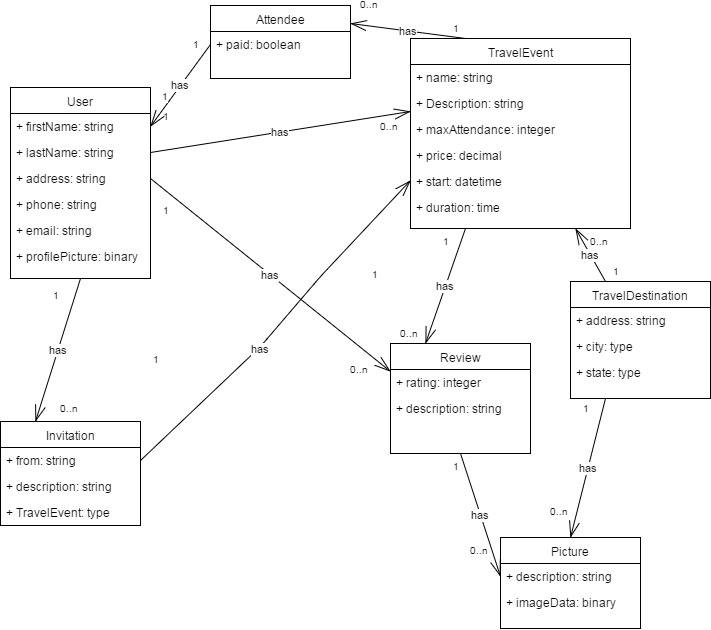 0..n
Attendee
1
has
+ paid: boolean
1
TravelEvent
has
+ name: string
User
1
+ Description: string
+ firstName: string
1
0..n
+ maxAttendance: integer
has
+ lastName: string
+ price: decimal
+ address: string
+ start: datetime
+ phone: string
1
+ duration: time
+ email: string
1
0..n
+ profilePicture: binary
has
has
1
1
has
TravelDestination
1
+ address: string
0..n
has
has
+ city: type
Review
1
0..n
+ state: type
+ rating: integer
0..n
+ description: string
1
Invitation
+ from: string
1
has
+ description: string
has
0..n
+ TravelEvent: type
0..n
Picture
+ description: string
+ imageData: binary